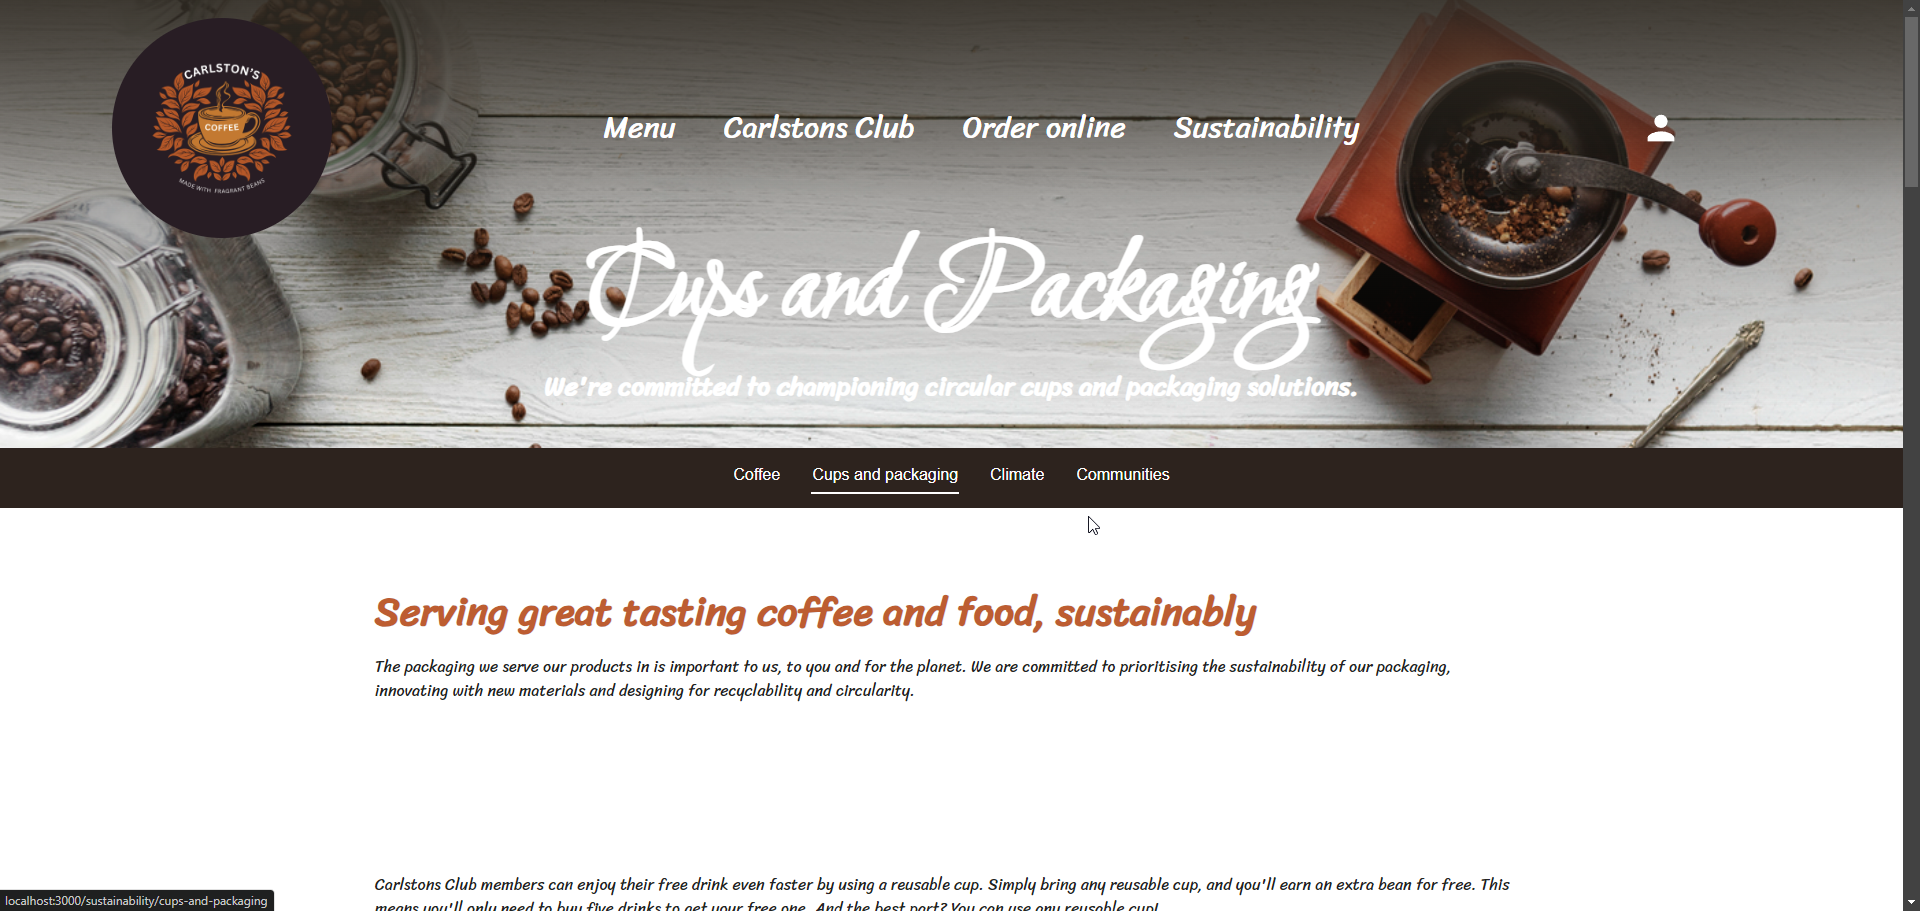 CARLSTON'S
COFFEE
MADE WITH FRAGRANT BEANS
Menu Carlstons Club Order online Sustainability
Cups and Packaging
We're committed to championing circular cups and packaging solutions.
Coffee Cups and packaging Climate Communities
Serving great tasting coffee and food, sustainably
The packaging we serve our products in is important to us, to you and for the planet. We are committed to prioritising the sustainability of our packaging,
innovating with new materials and designing for recyclability and circularity.
Carlstons Club members can enjoy their free drink even faster by using a reusable cup. Simply bring any reusable cup, and you'll earn an extra bean for free. This
means you'll only need to buy five drinks to get your free one. And the best part? You can use any reusable cup!
localhost:3000/sustainability/cups-and-packaging